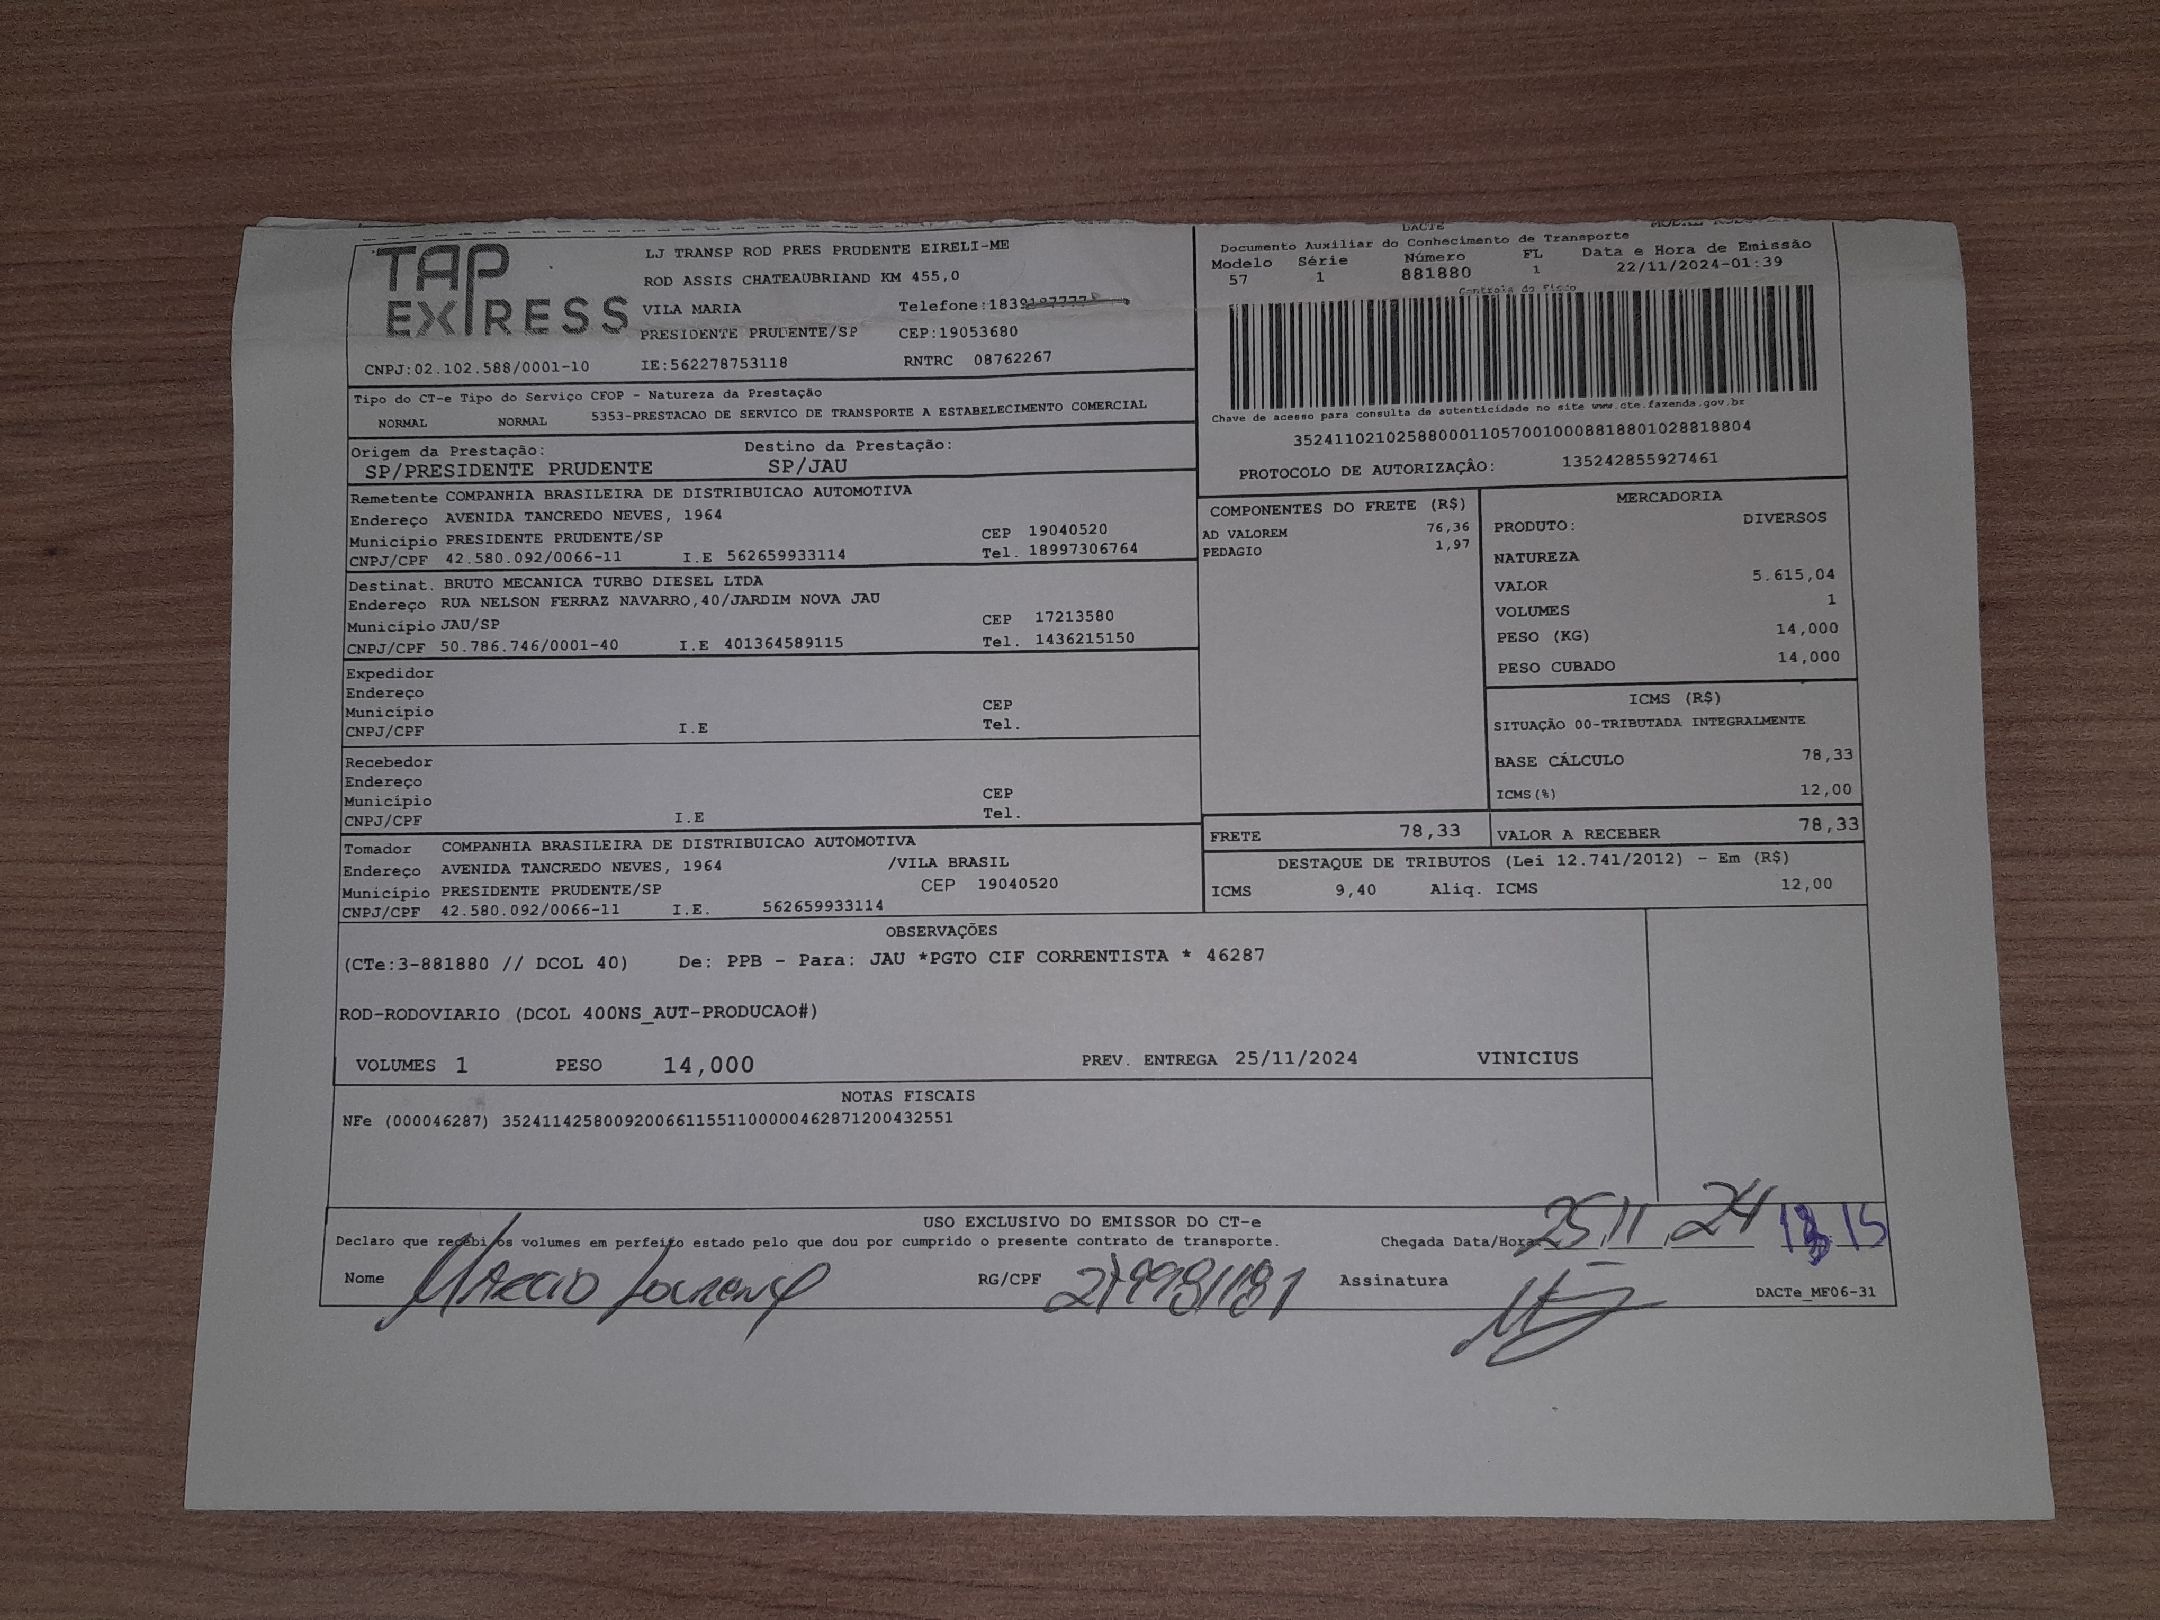 TAP EXPRESS
LJ TRANSP ROD PRES PRUDENTE EIRELI-ME
ROD ASSIS CHATEAUBRIAND KM 455,0
VILA MARIA Telefone:1839
PRESIDENTE PRUDENTE/SP CEP:19053680
CNPJ:02.102.588/0001-10 IE:562278753118 RNTRC 08762267
DACTE
Documento Auxiliar do Conhecimento de Transporte
Modelo Série Número FL Data e Hora de Emissão
57 1 881880 1 22/11/2024-01:39
Controle do Fisco
Chave de acesso para consulta de autenticidade no site www.cte.fazenda.gov.br
35241102102588000110570010008818801028818804
PROTOCOLO DE AUTORIZAÇÂO: 135242855927461
Tipo do CT-e Tipo do Serviço CFOP - Natureza da Prestação
NORMAL NORMAL 5353-PRESTACAO DE SERVICO DE TRANSPORTE A ESTABELECIMENTO COMERCIAL
Origem da Prestação: Destino da Prestação:
SP/PRESIDENTE PRUDENTE SP/JAU
Remetente COMPANHIA BRASILEIRA DE DISTRIBUICAO AUTOMOTIVA
Endereço AVENIDA TANCREDO NEVES, 1964
Município PRESIDENTE PRUDENTE/SP CEP 19040520
CNPJ/CPF 42.580.092/0066-11 I.E 562659933114 Tel. 18997306764
Destinat. BRUTO MECANICA TURBO DIESEL LTDA
Endereço RUA NELSON FERRAZ NAVARRO,40/JARDIM NOVA JAU
Município JAU/SP CEP 17213580
CNPJ/CPF 50.786.746/0001-40 I.E 401364589115 Tel. 1436215150
Expedidor
Endereço
Município CEP
CNPJ/CPF I.E Tel.
Recebedor
Endereço
Município CEP
CNPJ/CPF I.E Tel.
Tomador COMPANHIA BRASILEIRA DE DISTRIBUICAO AUTOMOTIVA
Endereço AVENIDA TANCREDO NEVES, 1964 /VILA BRASIL
Município PRESIDENTE PRUDENTE/SP CEP 19040520
CNPJ/CPF 42.580.092/0066-11 I.E. 562659933114
COMPONENTES DO FRETE (R$)
AD VALOREM 76,36
PEDAGIO 1,97
MERCADORIA
PRODUTO: DIVERSOS
NATUREZA
VALOR 5.615,04
VOLUMES 1
PESO (KG) 14,000
PESO CUBADO 14,000
ICMS (R$)
SITUAÇÃO 00-TRIBUTADA INTEGRALMENTE
BASE CÁLCULO 78,33
ICMS(%) 12,00
FRETE 78,33 VALOR A RECEBER 78,33
DESTAQUE DE TRIBUTOS (Lei 12.741/2012) - Em (R$)
ICMS 9,40 Aliq. ICMS 12,00
OBSERVAÇÕES
(CTe:3-881880 // DCOL 40) De: PPB - Para: JAU *PGTO CIF CORRENTISTA * 46287
ROD-RODOVIARIO (DCOL 400NS_AUT-PRODUCAO#)
VOLUMES 1 PESO 14,000 PREV. ENTREGA 25/11/2024 VINICIUS
NOTAS FISCAIS
NFe (000046287) 35241142580092006611551100000462871200432551
USO EXCLUSIVO DO EMISSOR DO CT-e
Declaro que recebi os volumes em perfeito estado pelo que dou por cumprido o presente contrato de transporte. Chegada Data/Hora 25 11 24 15
Nome Marcio RG/CPF Assinatura
DACTe_MF06-31